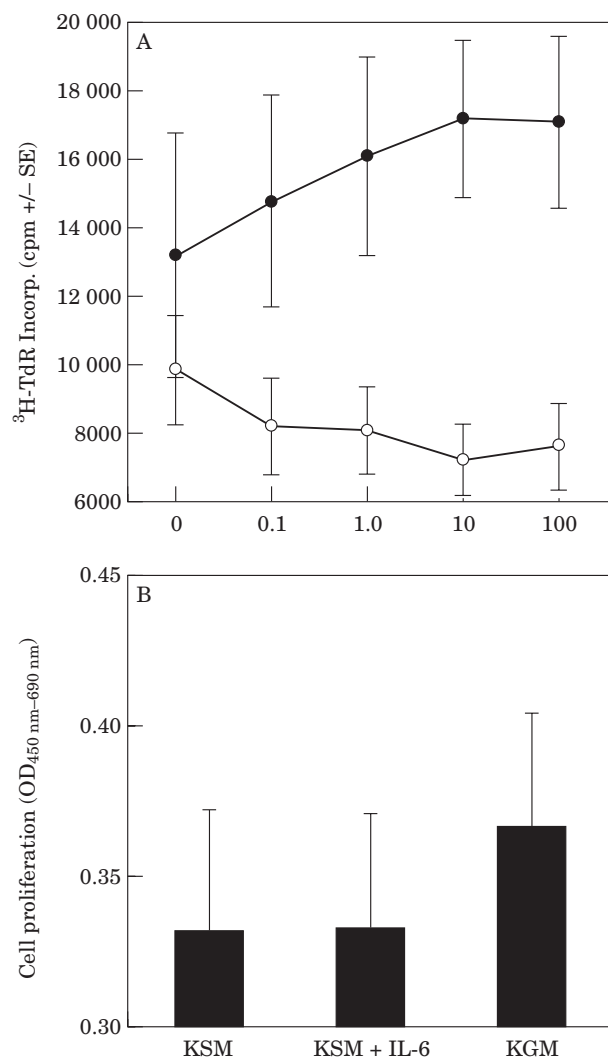 A
20 000
18 000
16 000
14 000
12 000
10 000
8000
6000
³H-TdR Incorp. (cpm +/− SE)
0 0.1 1.0 10 100
B
0.45
0.40
0.35
0.30
Cell proliferation (OD450 nm–690 nm)
KSM KSM + IL-6 KGM